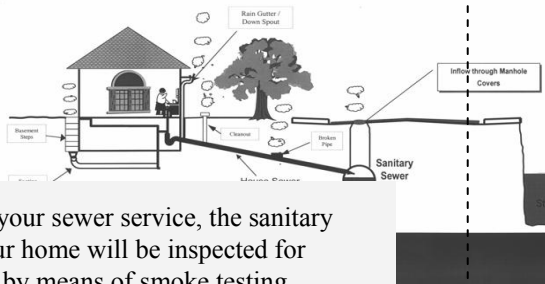 Rain Gutter /
Down Spout
Inflow through Manhole
Covers
Basement
Steps
Cleanout
Broken
Pipe
Sanitary
Sewer
House Sewer
your sewer service, the sanitary
ur home will be inspected for
by means of smoke testing